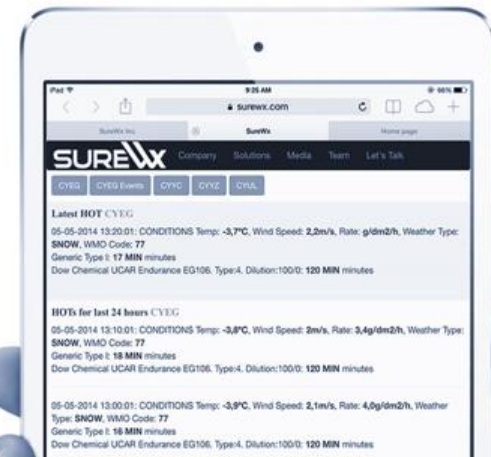 iPad
9:25 AM
66%
surewx.com
SureWx Inc
SureWx
Home page
SUREWX
Company Solutions Media Team Let's Talk
CYEG CYEG Events CYYC CYYZ CYUL
Latest HOT CYEG
05-05-2014 13:20:01: CONDITIONS Temp: -3,7°C, Wind Speed: 2,2m/s, Rate: g/dm2/h, Weather Type:
SNOW, WMO Code: 77
Generic Type I: 17 MIN minutes
Dow Chemical UCAR Endurance EG106. Type:4. Dilution:100/0: 120 MIN minutes
HOTs for last 24 hours CYEG
05-05-2014 13:10:01: CONDITIONS Temp: -3,8°C, Wind Speed: 2m/s, Rate: 3,4g/dm2/h, Weather Type:
SNOW, WMO Code: 77
Generic Type I: 18 MIN minutes
Dow Chemical UCAR Endurance EG106. Type:4. Dilution:100/0: 120 MIN minutes
05-05-2014 13:00:01: CONDITIONS Temp: -3,9°C, Wind Speed: 2,1m/s, Rate: 4,0g/dm2/h, Weather
Type: SNOW, WMO Code: 77
Generic Type I: 16 MIN minutes
Dow Chemical UCAR Endurance EG106. Type:4. Dilution:100/0: 120 MIN minutes